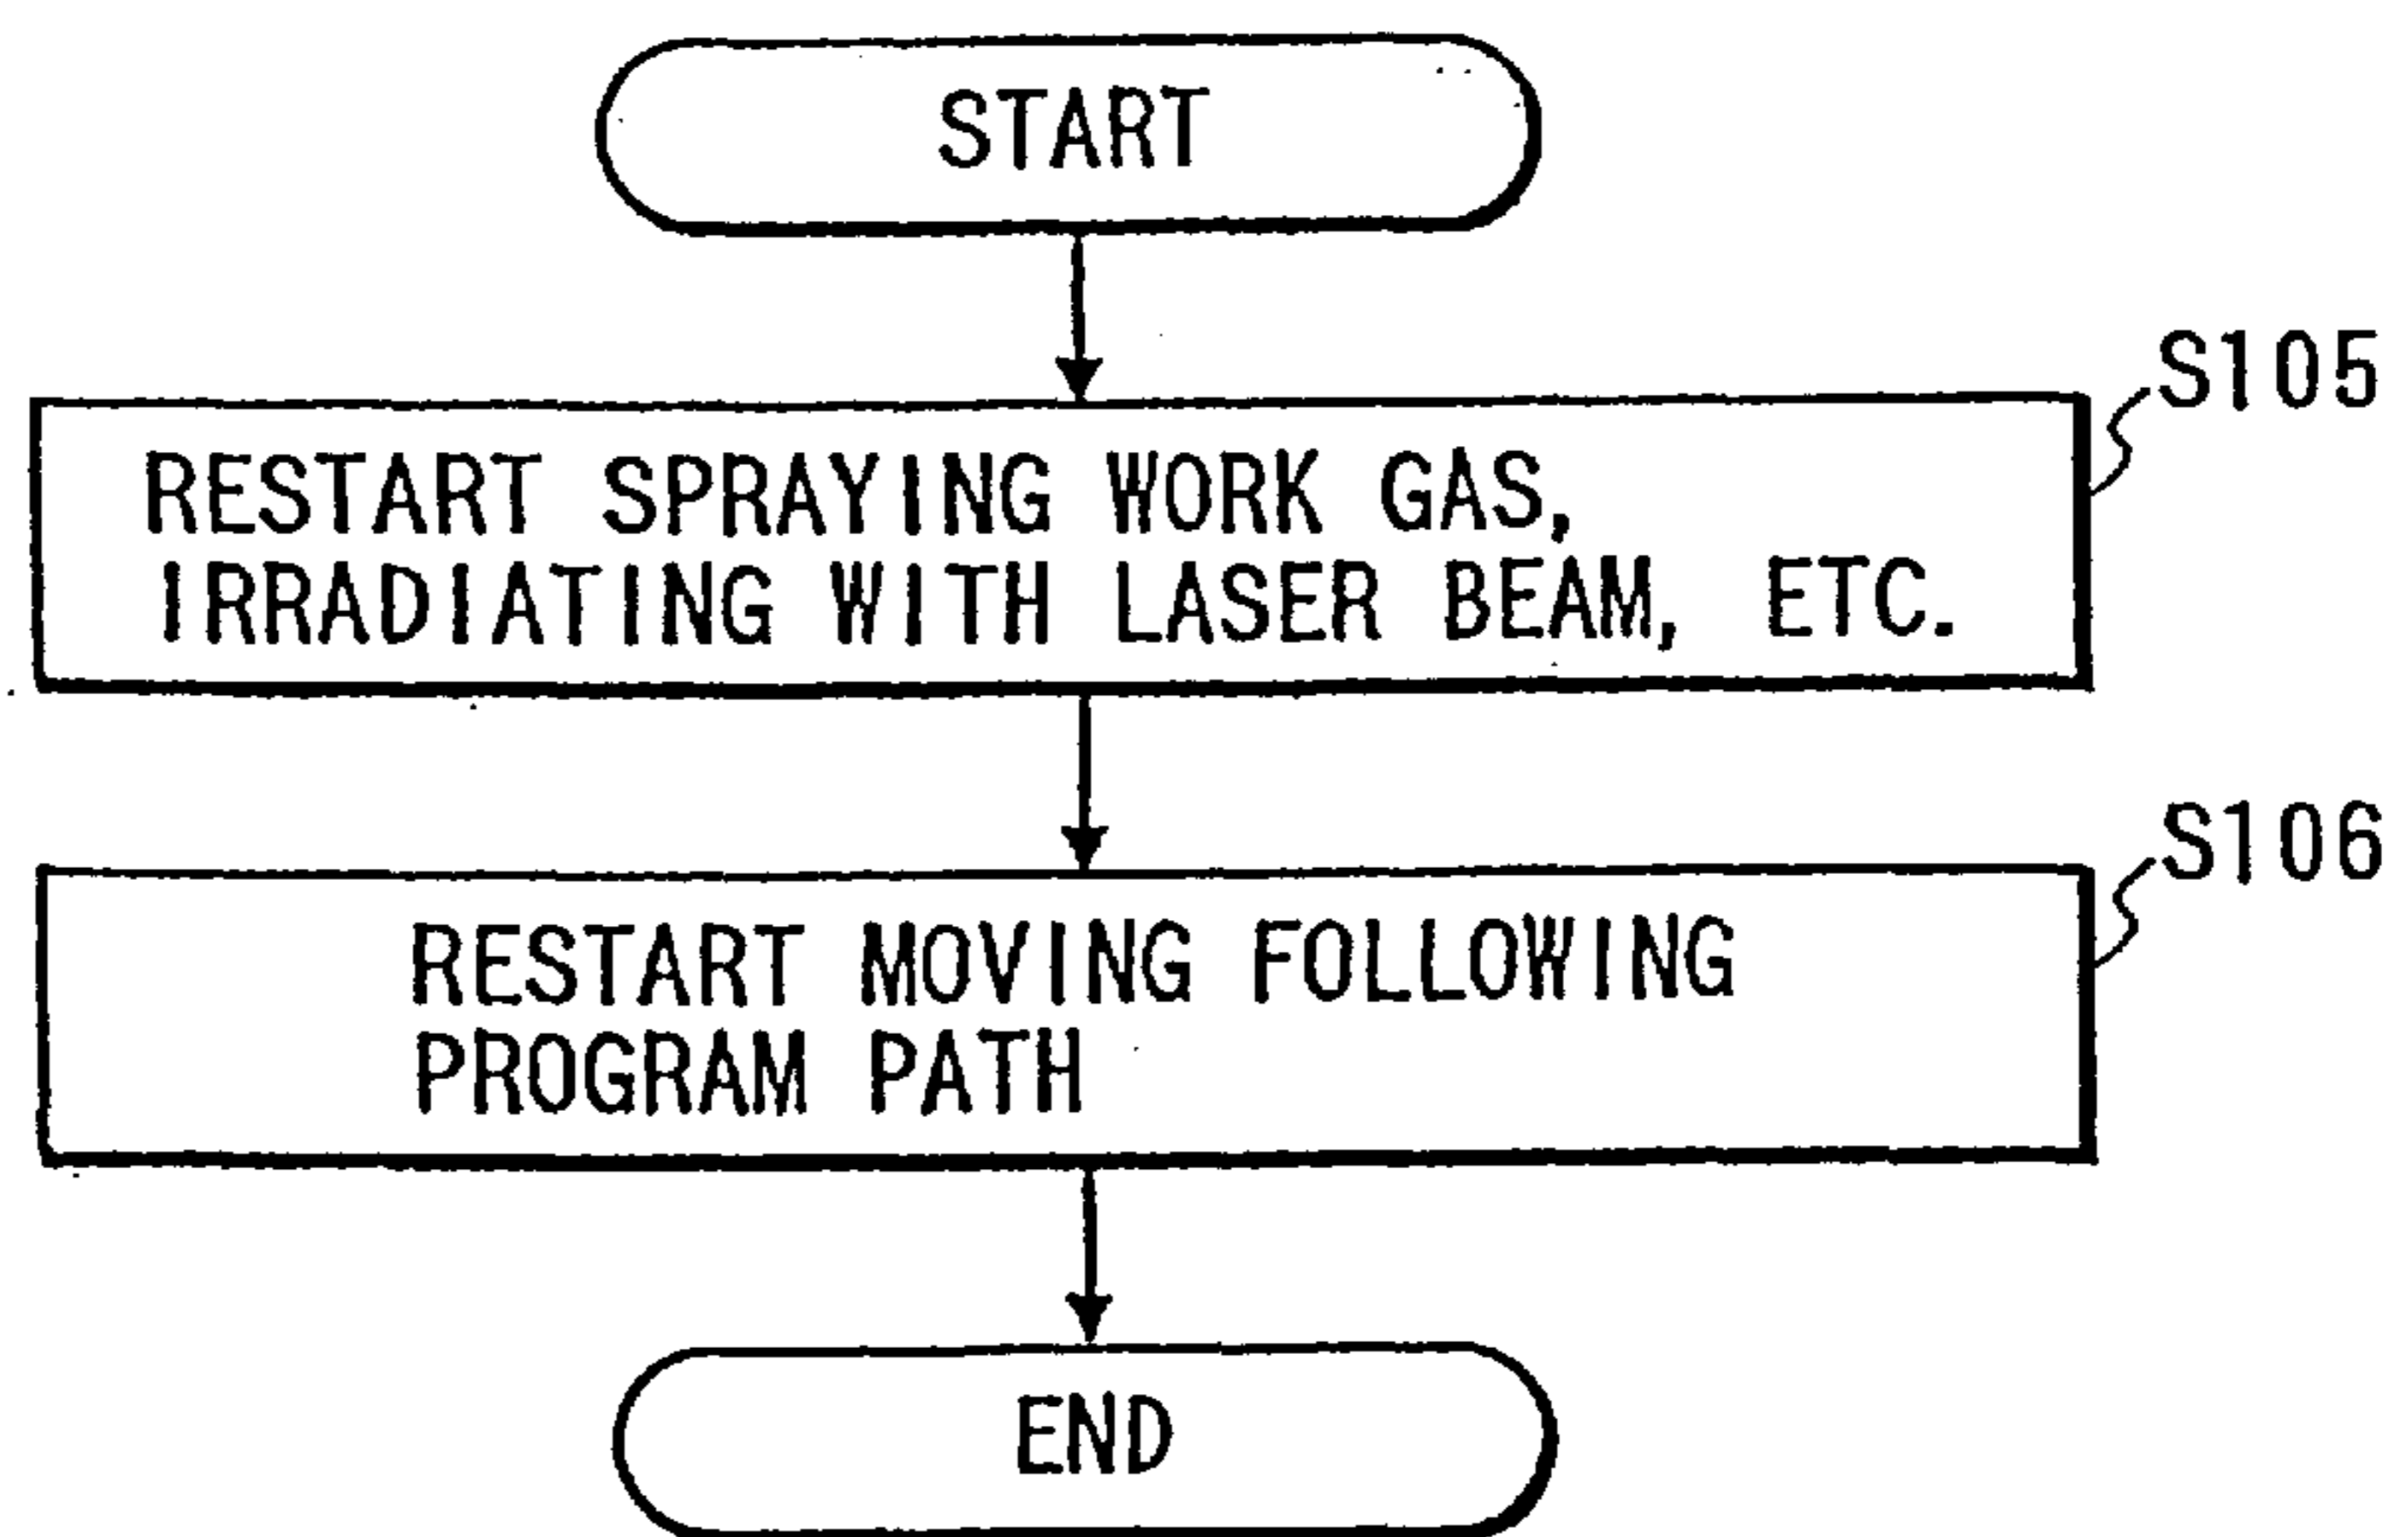 START
S105
RESTART SPRAYING WORK GAS,
IRRADIATING WITH LASER BEAM, ETC.
S106
RESTART MOVING FOLLOWING
PROGRAM PATH
END